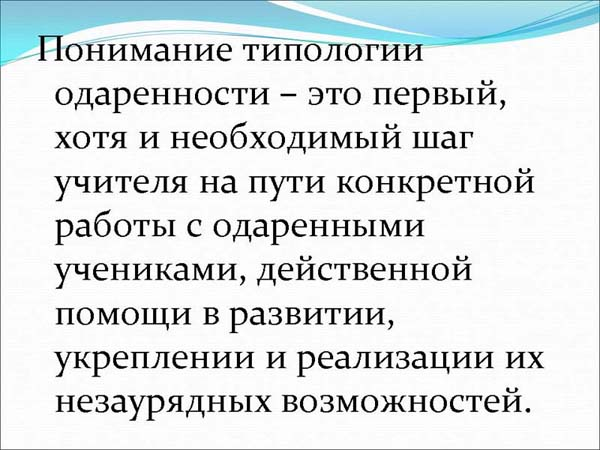 Понимание типологии
одаренности – это первый,
хотя и необходимый шаг
учителя на пути конкретной
работы с одаренными
учениками, действенной
помощи в развитии,
укреплении и реализации их
незаурядных возможностей.